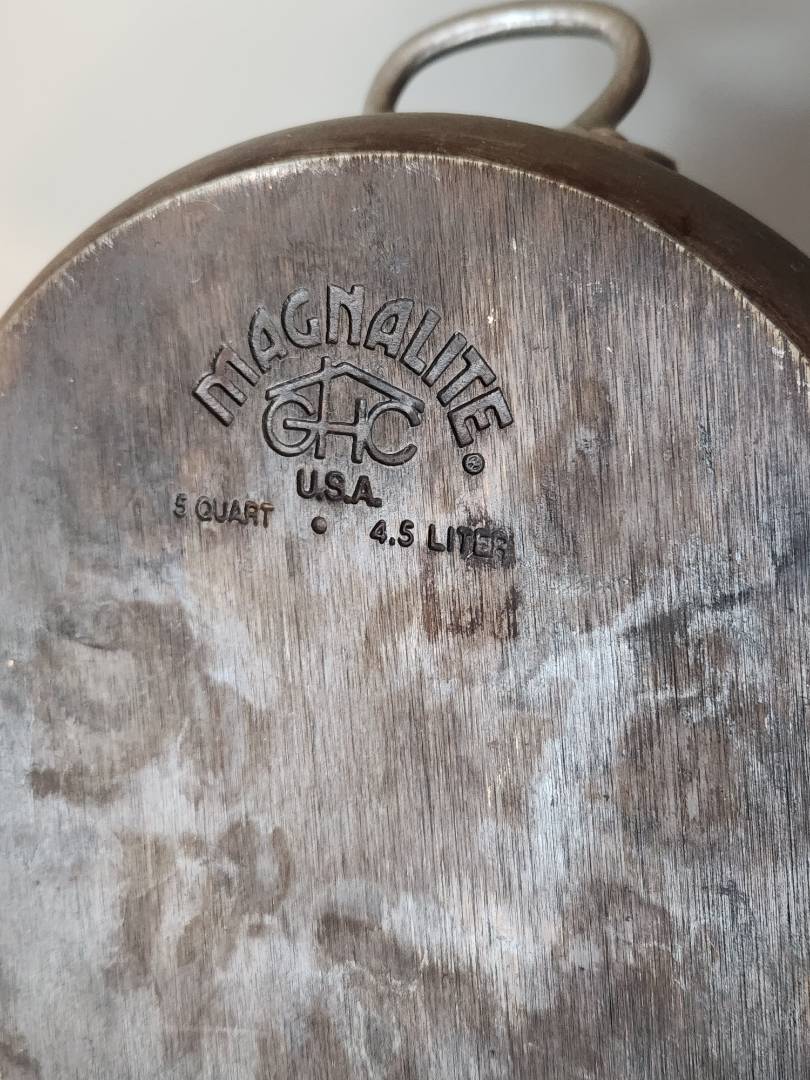 MAGNALITE ®
GHC
U.S.A.
5 QUART • 4.5 LITER